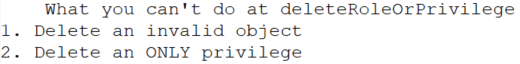 What you can't do at deleteRoleOrPrivilege
1. Delete an invalid object
2. Delete an ONLY privilege